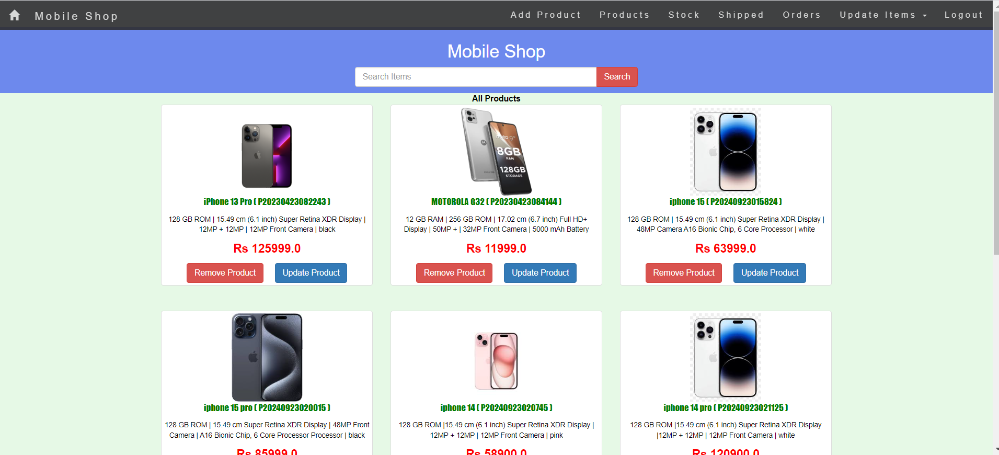 Mobile Shop
Add Product
Products
Stock
Shipped
Orders
Update Items
Logout
Mobile Shop
Search Items
Search
All Products
moto g32
8GB
RAM
128GB
STORAGE
motorola
iPhone 13 Pro ( P20230423082243 )
128 GB ROM | 15.49 cm (6.1 inch) Super Retina XDR Display |
12MP + 12MP | 12MP Front Camera | black
Rs 125999.0
Remove Product
Update Product
MOTOROLA G32 ( P20230423084144 )
12 GB RAM | 256 GB ROM | 17.02 cm (6.7 inch) Full HD+
Display | 50MP + | 32MP Front Camera | 5000 mAh Battery
Rs 11999.0
Remove Product
Update Product
iphone 15 ( P20240923015824 )
128 GB ROM | 15.49 cm (6.1 inch) Super Retina XDR Display |
48MP Camera A16 Bionic Chip, 6 Core Processor | white
Rs 63999.0
Remove Product
Update Product
iphone 15 pro ( P20240923020015 )
128 GB ROM | 15.49 cm Super Retina XDR Display | 48MP Front
Camera | A16 Bionic Chip, 6 Core Processor Processor | black
Rs 85999.0
iphone 14 ( P20240923020745 )
128 GB ROM |15.49 cm (6.1 inch) Super Retina XDR Display |
12MP + 12MP | 12MP Front Camera | pink
Rs 58900.0
iphone 14 pro ( P20240923021125 )
128 GB ROM |15.49 cm (6.1 inch) Super Retina XDR Display
|12MP + 12MP | 12MP Front Camera | white
Rs 120900.0